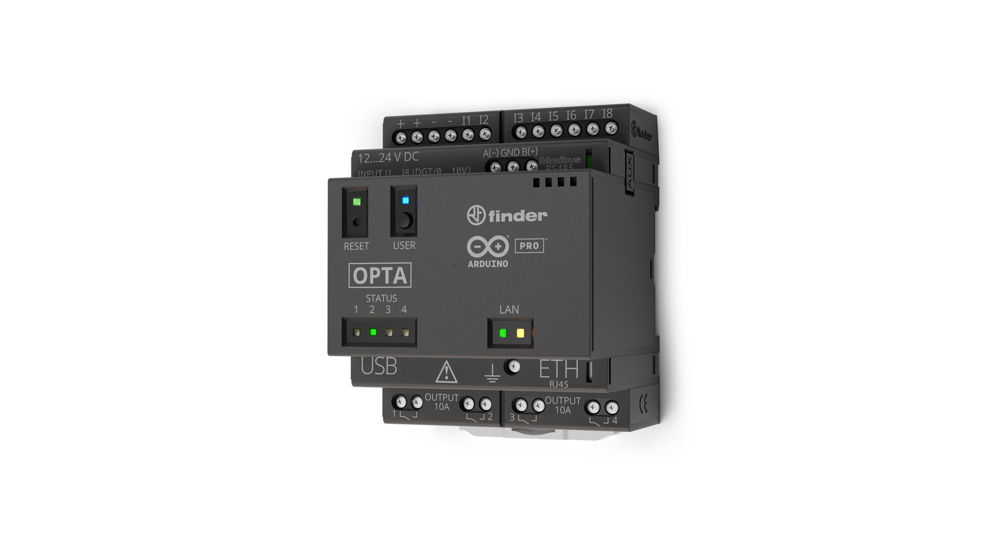 + + - - I1 I2 I3 I4 I5 I6 I7 I8
finder
12...24 V DC
A(-) GND B(+)
Modbus
RS485
INPUT I1...I8 (DGT/0...10V)
AUX
RESET
USER
finder
ARDUINO
PRO™
OPTA
STATUS
1 2 3 4
LAN
USB
ETH
RJ45
OUTPUT
10A
1 2
OUTPUT
10A
3 4
CE